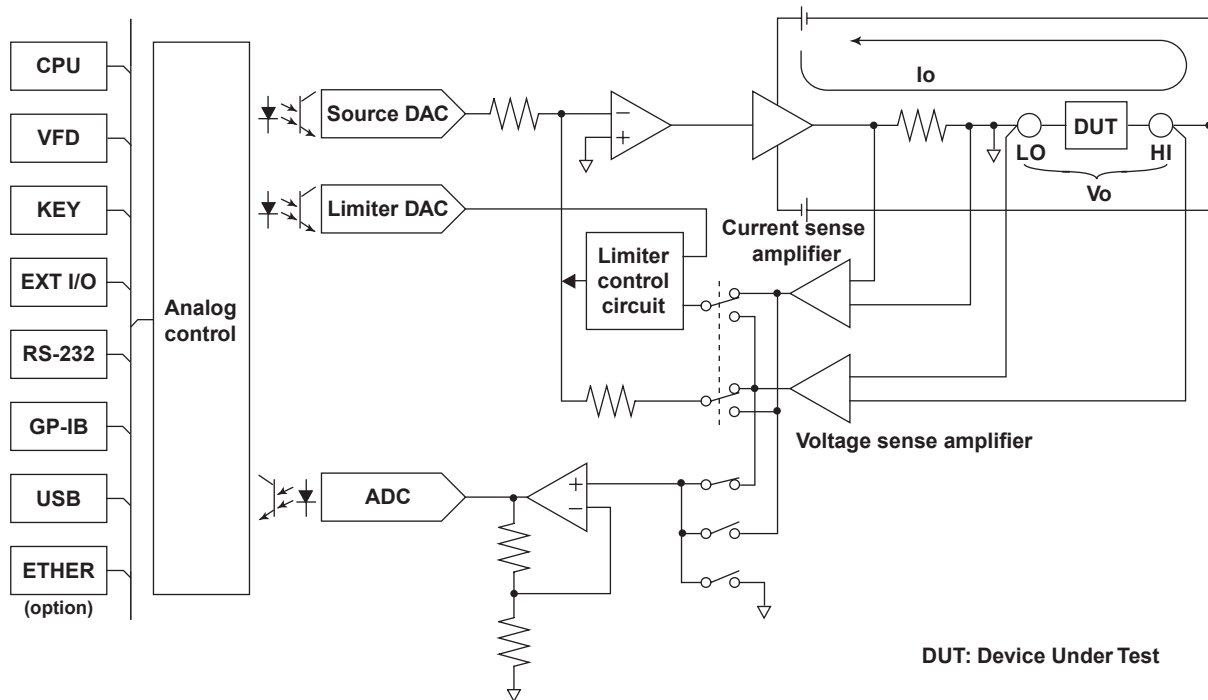 CPU
VFD
KEY
EXT I/O
RS-232
GP-IB
USB
ETHER
(option)
Analog
control
Source DAC
Limiter DAC
ADC
Limiter
control
circuit
−
+
+
−
Io
DUT
LO
HI
Vo
Current sense
amplifier
Voltage sense amplifier
DUT: Device Under Test